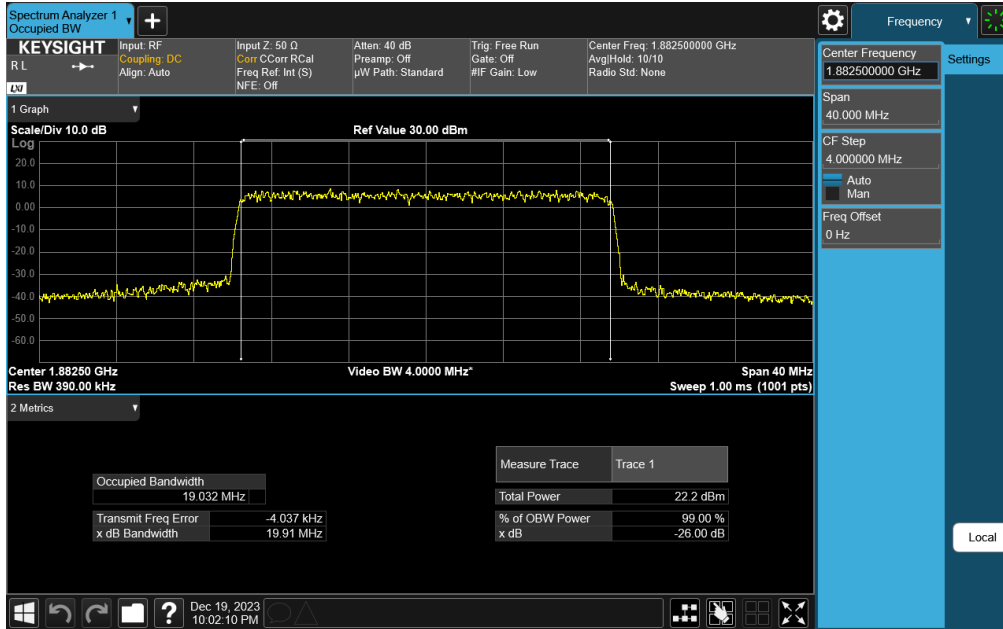 Spectrum Analyzer 1
Occupied BW
+
Frequency
KEYSIGHT
R L
LXI
Input: RF
Coupling: DC
Align: Auto
Input Z: 50 Ω
Corr CCorr RCal
Freq Ref: Int (S)
NFE: Off
Atten: 40 dB
Preamp: Off
µW Path: Standard
Trig: Free Run
Gate: Off
#IF Gain: Low
Center Freq: 1.882500000 GHz
Avg|Hold: 10/10
Radio Std: None
Center Frequency
1.882500000 GHz
Settings
Span
40.000 MHz
CF Step
4.000000 MHz
Auto
Man
Freq Offset
0 Hz
Local
1 Graph
Scale/Div 10.0 dB
Ref Value 30.00 dBm
Log
20.0
10.0
0.00
-10.0
-20.0
-30.0
-40.0
-50.0
-60.0
Center 1.88250 GHz
Video BW 4.0000 MHz*
Span 40 MHz
Res BW 390.00 kHz
Sweep 1.00 ms (1001 pts)
2 Metrics
Occupied Bandwidth
19.032 MHz
Transmit Freq Error -4.037 kHz
x dB Bandwidth 19.91 MHz
Measure Trace Trace 1
Total Power 22.2 dBm
% of OBW Power 99.00 %
x dB -26.00 dB
?
Dec 19, 2023
10:02:10 PM